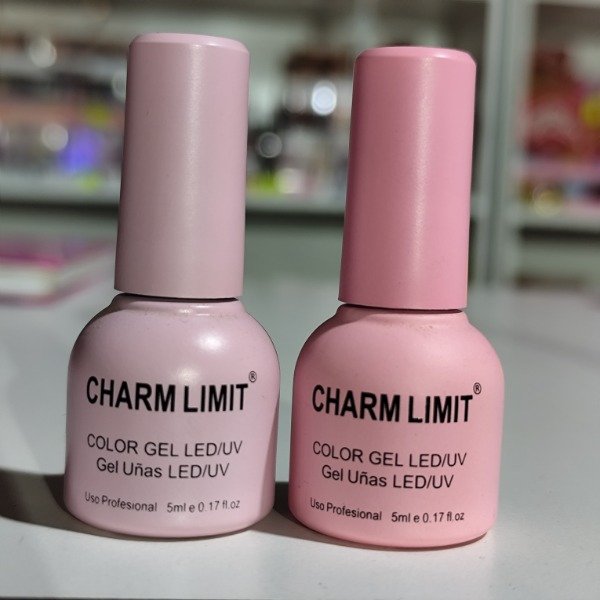 CHARM LIMIT®
COLOR GEL LED/UV
Gel Uñas LED/UV
Uso Profesional 5ml e 0.17 fl.oz
CHARM LIMIT®
COLOR GEL LED/UV
Gel Uñas LED/UV
Uso Profesional 5ml e 0.17 fl.oz